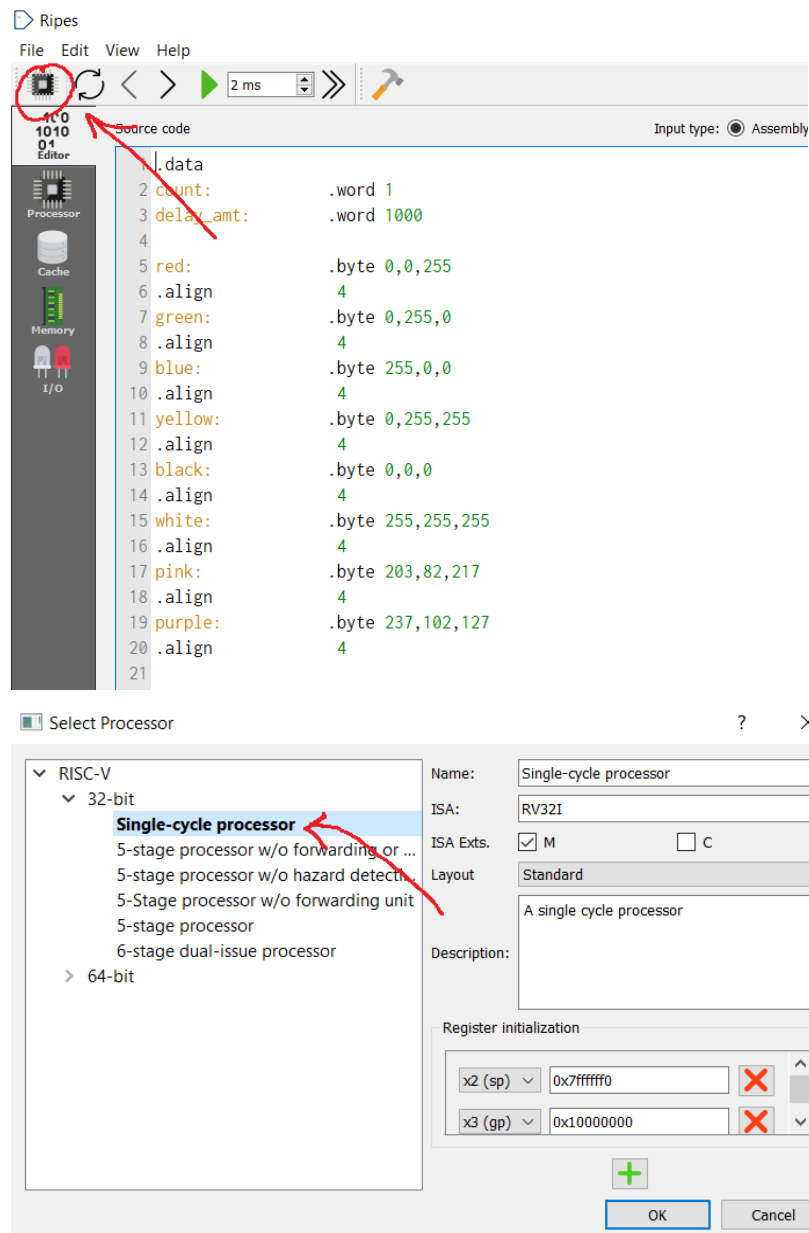 Ripes
File Edit View Help
2 ms
1010
01
Editor
Source code
Input type: Assembly
1 .data
2 count: .word 1
3 delay_amt: .word 1000
4
5 red: .byte 0,0,255
6 .align 4
7 green: .byte 0,255,0
8 .align 4
9 blue: .byte 255,0,0
10 .align 4
11 yellow: .byte 0,255,255
12 .align 4
13 black: .byte 0,0,0
14 .align 4
15 white: .byte 255,255,255
16 .align 4
17 pink: .byte 203,82,217
18 .align 4
19 purple: .byte 237,102,127
20 .align 4
21
Processor
Cache
Memory
I/O
Select Processor
?
RISC-V
32-bit
Single-cycle processor
5-stage processor w/o forwarding or ...
5-stage processor w/o hazard detecti...
5-Stage processor w/o forwarding unit
5-stage processor
6-stage dual-issue processor
64-bit
Name: Single-cycle processor
ISA: RV32I
ISA Exts. M C
Layout Standard
Description: A single cycle processor
Register initialization
x2 (sp) 0x7ffffff0
x3 (gp) 0x10000000
OK Cancel